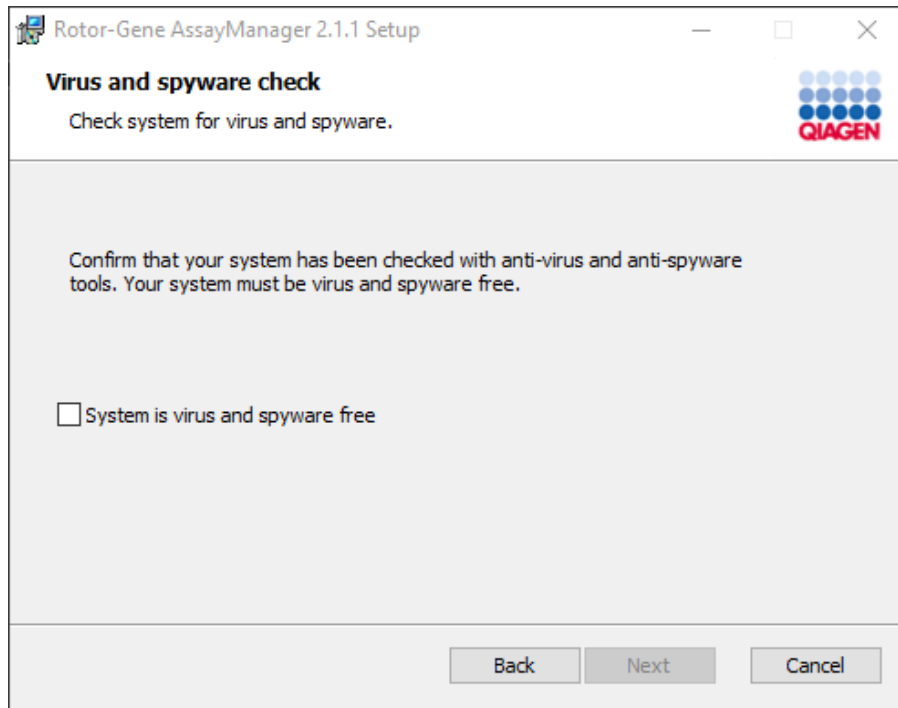 Rotor-Gene AssayManager 2.1.1 Setup
Virus and spyware check
Check system for virus and spyware.
QIAGEN
Confirm that your system has been checked with anti-virus and anti-spyware
tools. Your system must be virus and spyware free.
System is virus and spyware free
Back Next Cancel